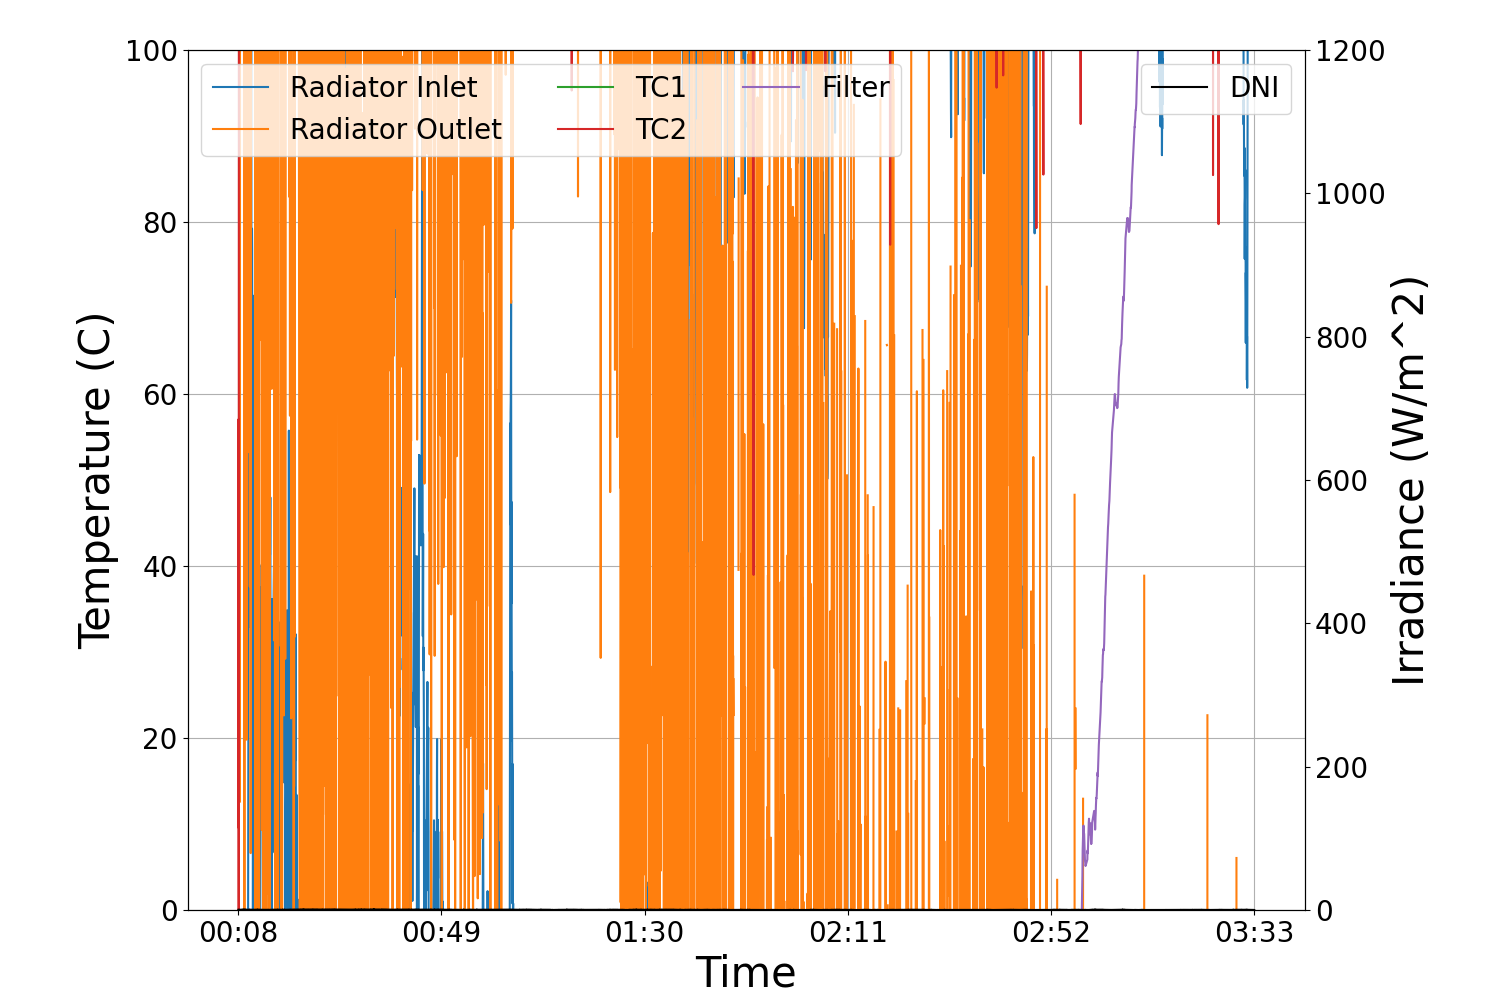 Radiator Inlet
Radiator Outlet
TC1
TC2
Filter
DNI
100
80
60
40
20
0
Temperature (C)
1200
1000
800
600
400
200
0
Irradiance (W/m^2)
00:08
00:49
01:30
02:11
02:52
03:33
Time